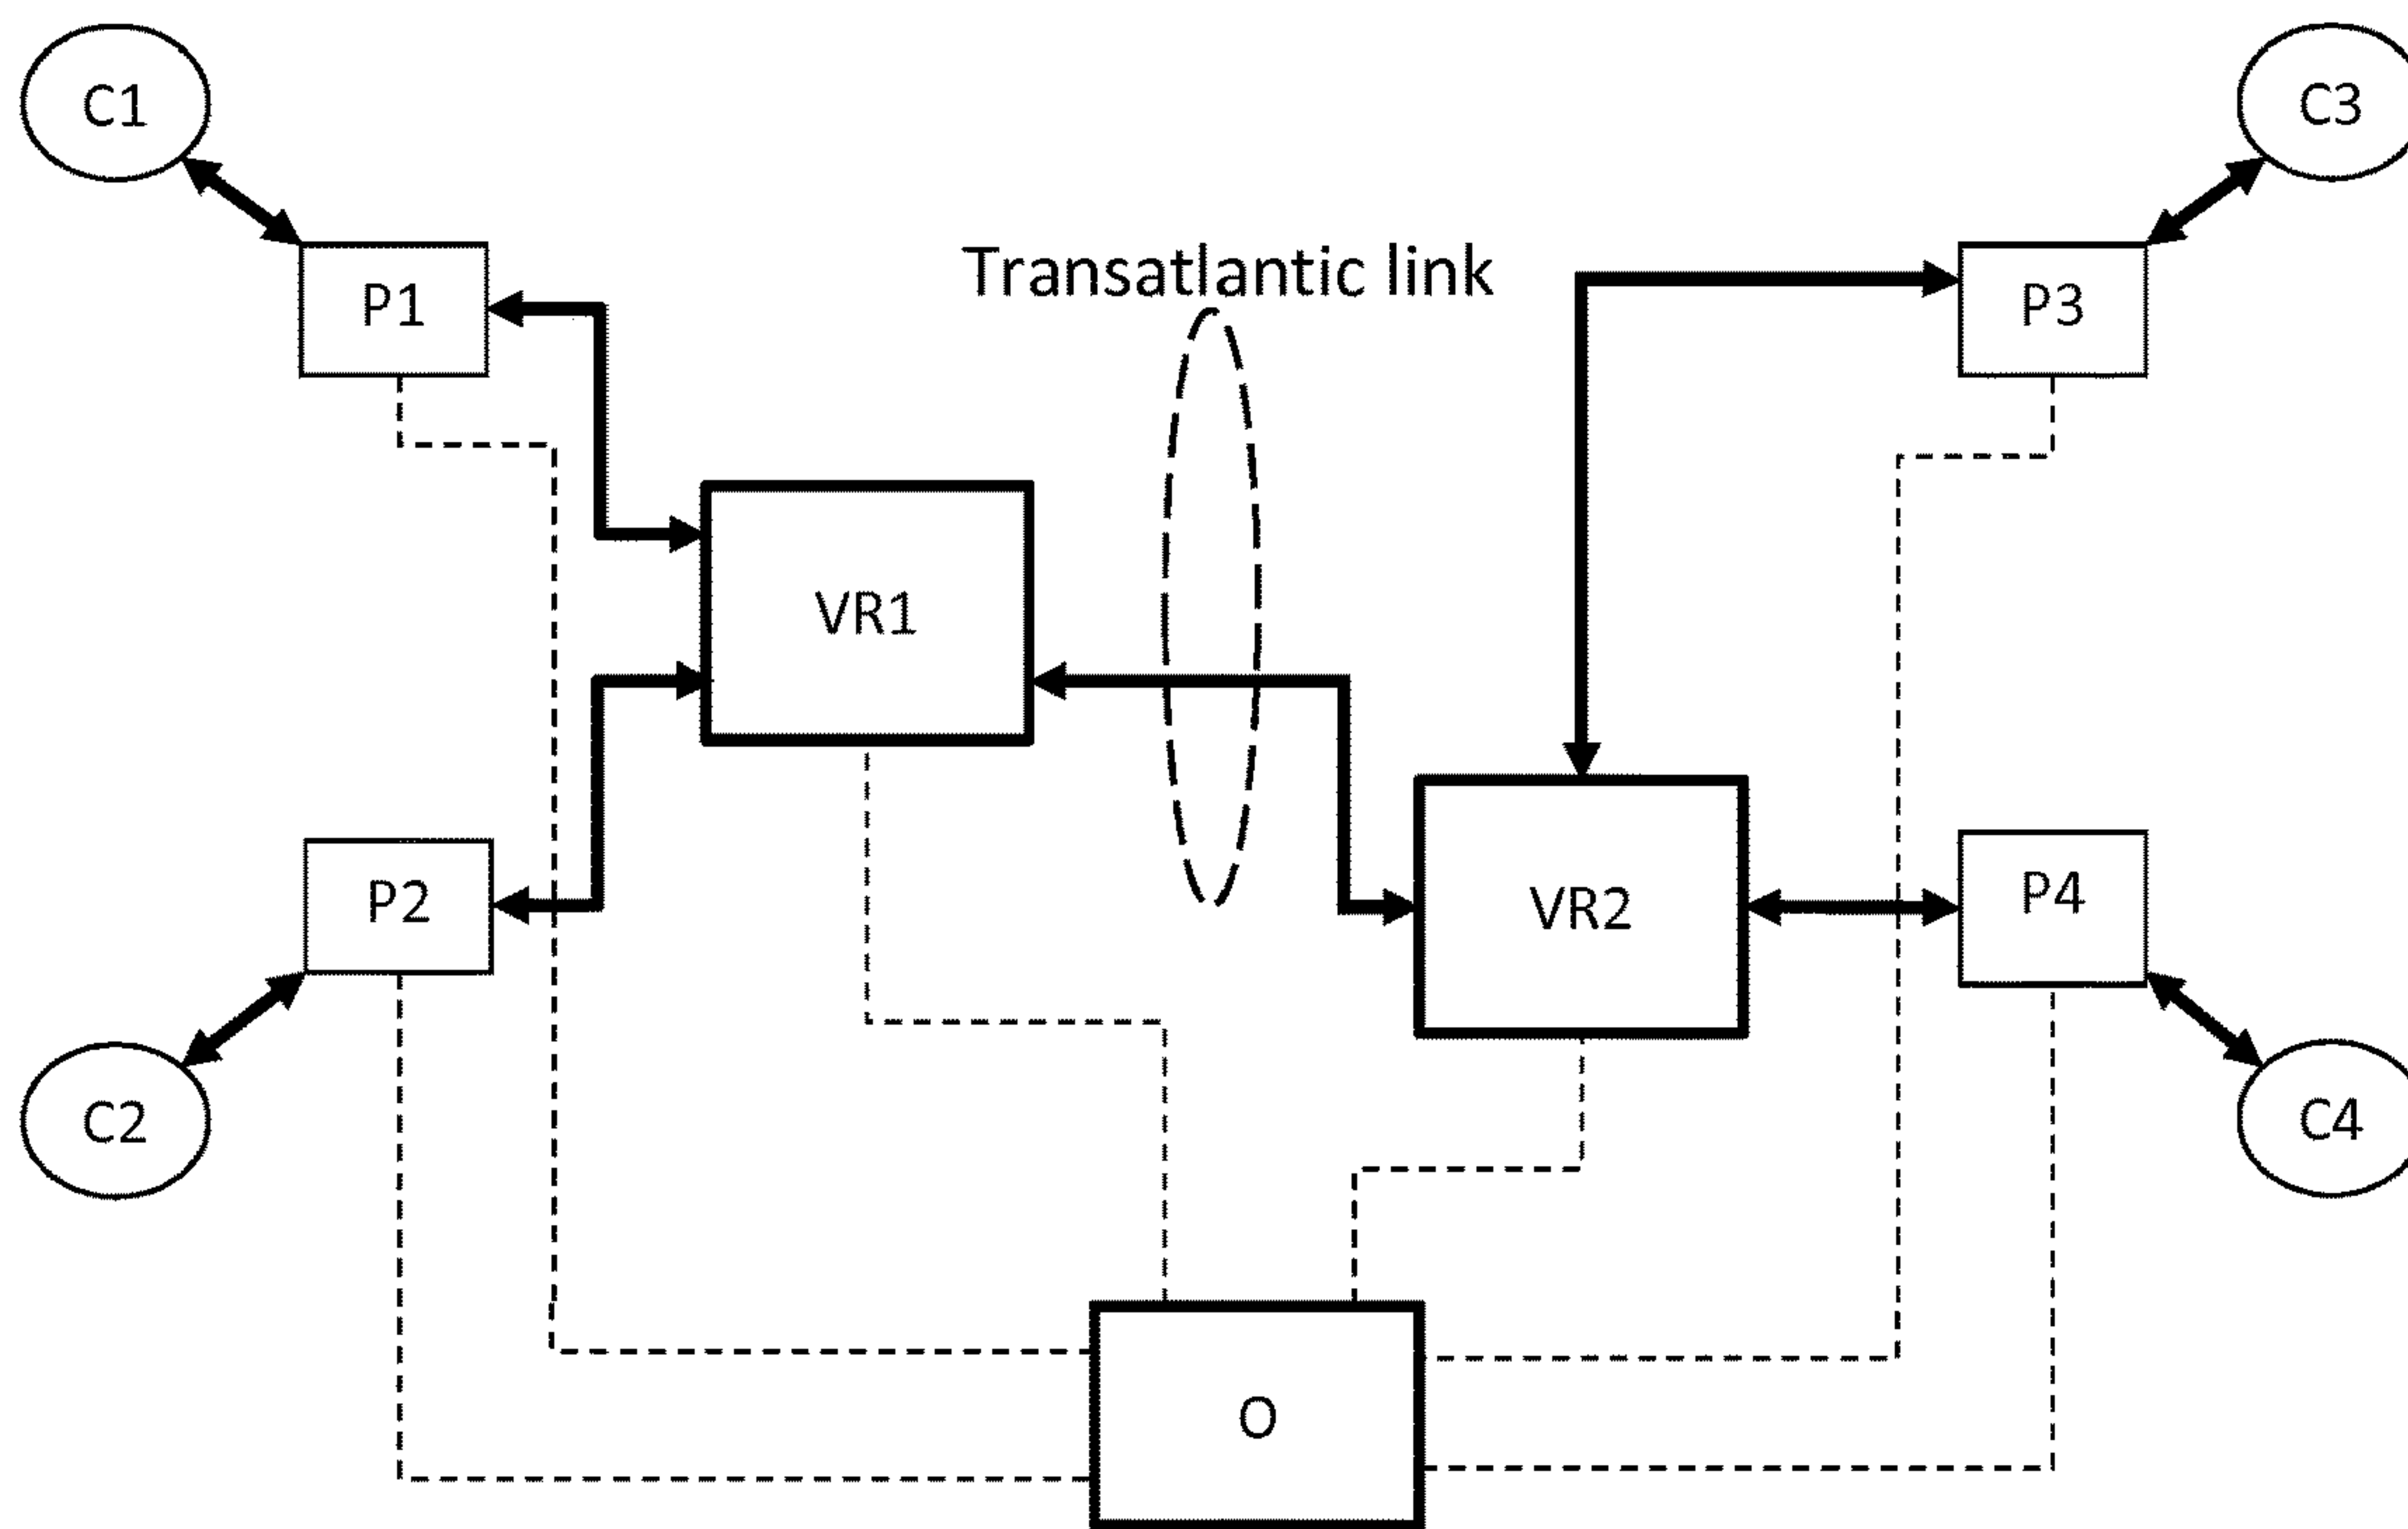 C1
C3
Transatlantic link
P1
P3
VR1
P2
VR2
P4
C2
C4
O